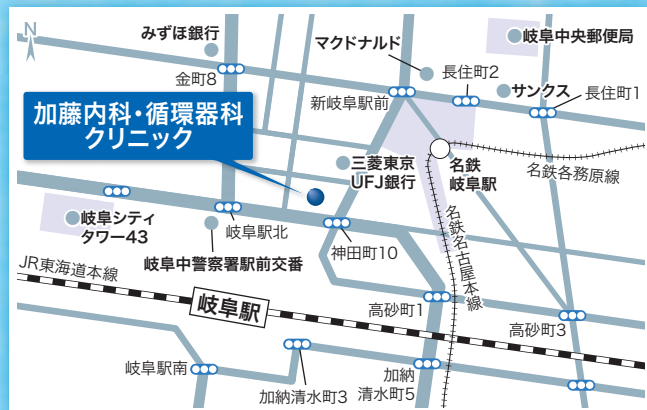 N
みずほ銀行
マクドナルド
岐阜中央郵便局
金町8
長住町2
サンクス
長住町1
新岐阜駅前
加藤内科・循環器科
クリニック
三菱東京
UFJ銀行
名鉄
岐阜駅
名鉄各務原線
岐阜シティ
タワー43
岐阜駅北
神田町10
名鉄名古屋本線
岐阜中警察署駅前交番
JR東海道本線
岐阜駅
高砂町1
高砂町3
岐阜駅南
加納清水町3
加納
清水町5